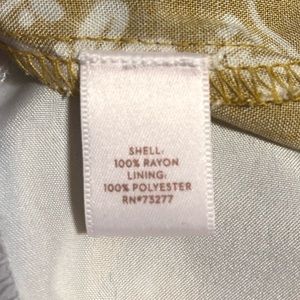 SHELL:
100% RAYON
LINING:
100% POLYESTER
RN#73277